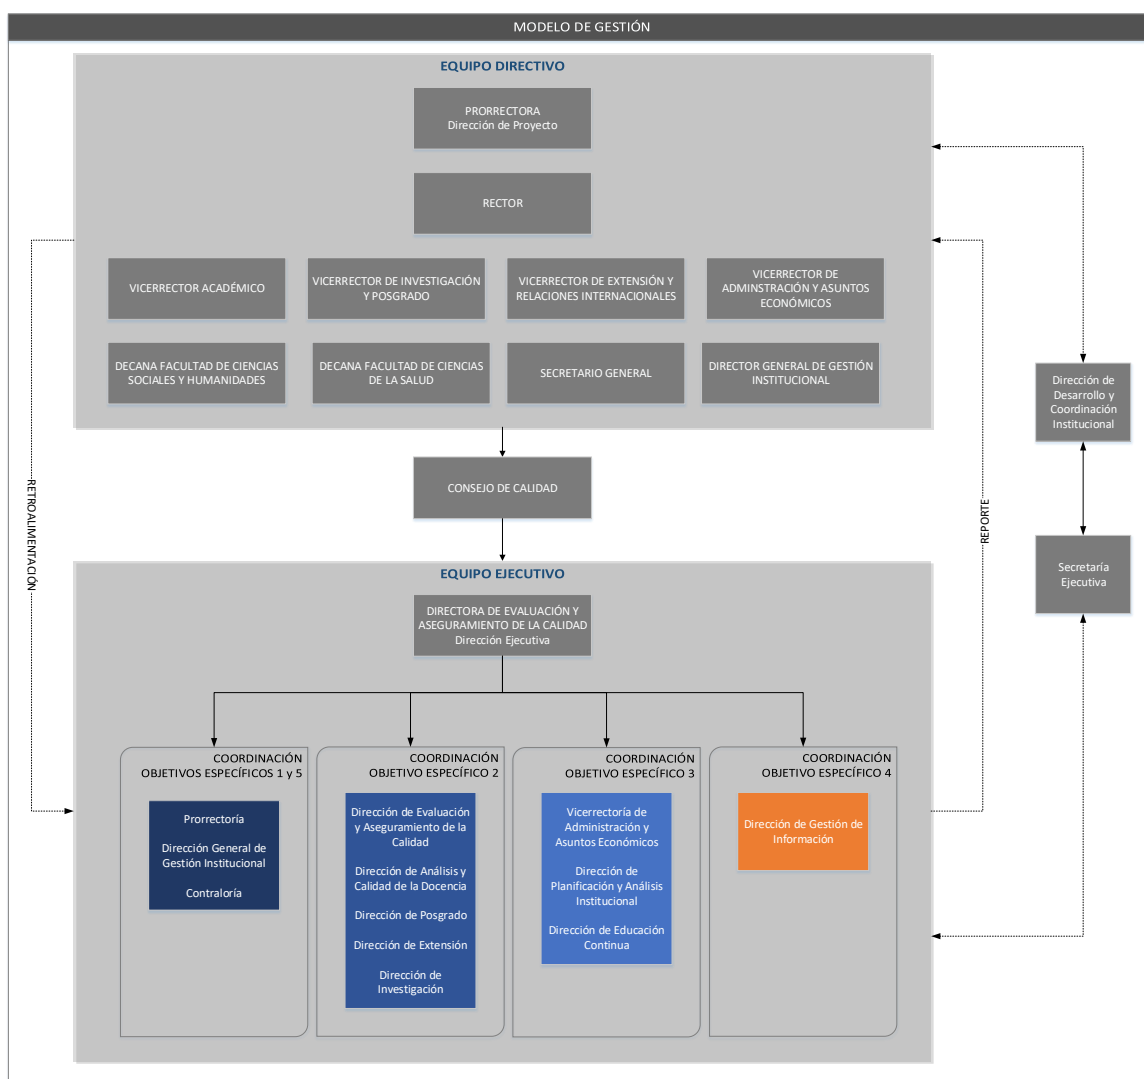 MODELO DE GESTIÓN
EQUIPO DIRECTIVO
PRORRECTORA
Dirección de Proyecto
RECTOR
VICERRECTOR ACADÉMICO
VICERRECTOR DE INVESTIGACIÓN
Y POSGRADO
VICERRECTOR DE EXTENSIÓN Y
RELACIONES INTERNACIONALES
VICERRECTOR DE
ADMINSTRACIÓN Y ASUNTOS
ECONÓMICOS
DECANA FACULTAD DE CIENCIAS
SOCIALES Y HUMANIDADES
DECANA FACULTAD DE CIENCIAS
DE LA SALUD
SECRETARIO GENERAL
DIRECTOR GENERAL DE GESTIÓN
INSTITUCIONAL
Dirección de
Desarrollo y
Coordinación
Institucional
CONSEJO DE CALIDAD
RETROALIMENTACIÓN
REPORTE
Secretaría
Ejecutiva
EQUIPO EJECUTIVO
DIRECTORA DE EVALUACIÓN Y
ASEGURAMIENTO DE LA CALIDAD
Dirección Ejecutiva
COORDINACIÓN
OBJETIVOS ESPECÍFICOS 1 y 5
Prorrectoría
Dirección General de
Gestión Institucional
Contraloría
COORDINACIÓN
OBJETIVO ESPECÍFICO 2
Dirección de Evaluación
y Aseguramiento de la
Calidad
Dirección de Análisis y
Calidad de la Docencia
Dirección de Posgrado
Dirección de Extensión
Dirección de
Investigación
COORDINACIÓN
OBJETIVO ESPECÍFICO 3
Vicerrectoría de
Administración y
Asuntos Económicos
Dirección de
Planificación y Análisis
Institucional
Dirección de Educación
Continua
COORDINACIÓN
OBJETIVO ESPECÍFICO 4
Dirección de Gestión de
Información